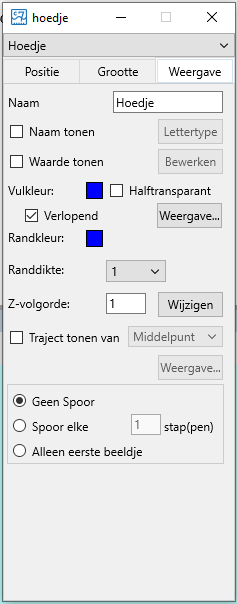 hoedje
Hoedje
Positie Grootte Weergave
Naam Hoedje
Naam tonen Lettertype
Waarde tonen Bewerken
Vulkleur: Halftransparant
Verlopend Weergave...
Randkleur:
Randdikte: 1
Z-volgorde: 1 Wijzigen
Traject tonen van Middelpunt
Weergave...
Geen Spoor
Spoor elke 1 stap(pen)
Alleen eerste beeldje